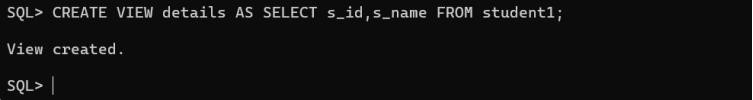 SQL> CREATE VIEW details AS SELECT s_id,s_name FROM student1;
View created.
SQL>